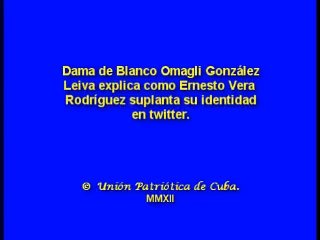 Dama de Blanco Omagli González
Leiva explica como Ernesto Vera
Rodríguez suplanta su identidad
en twitter.
© Unión Patriótica de Cuba.
MMXII